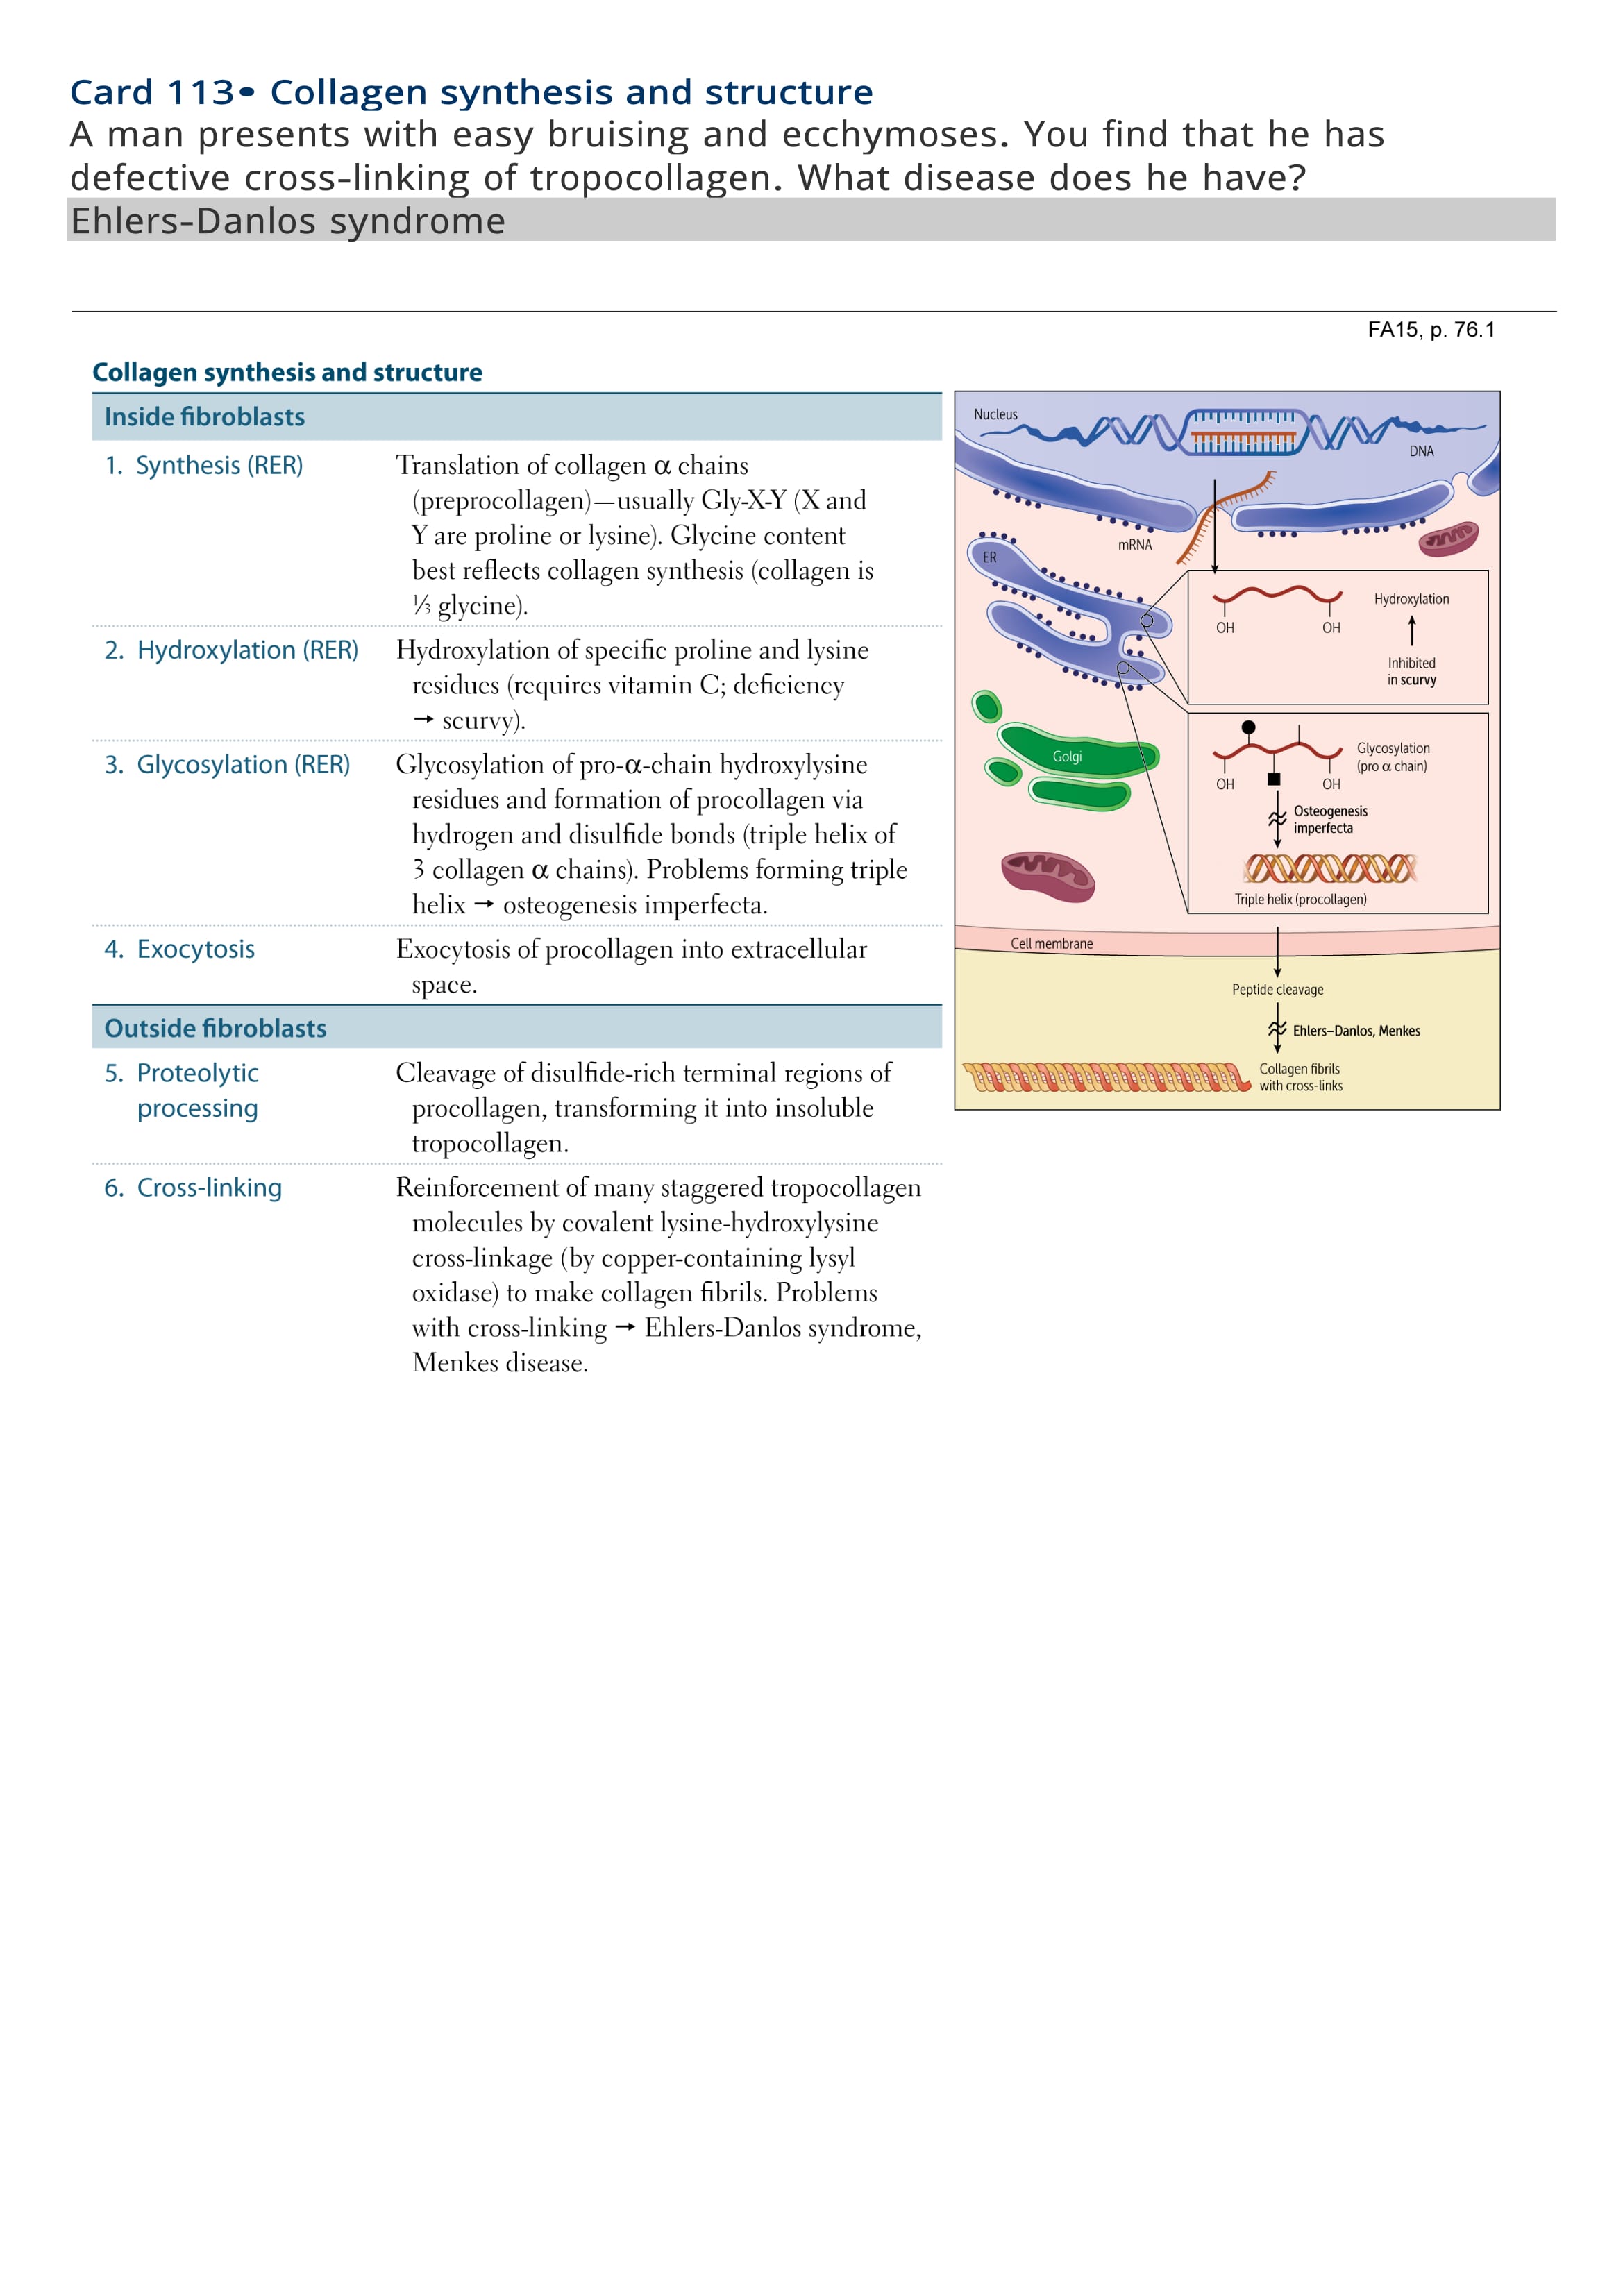 Card 113• Collagen synthesis and structure
A man presents with easy bruising and ecchymoses. You find that he has
defective cross-linking of tropocollagen. What disease does he have?
Ehlers-Danlos syndrome
FA15, p. 76.1
Collagen synthesis and structure
Inside fibroblasts
1. Synthesis (RER)
Translation of collagen α chains
(preprocollagen)—usually Gly-X-Y (X and
Y are proline or lysine). Glycine content
best reflects collagen synthesis (collagen is
⅓ glycine).
2. Hydroxylation (RER)
Hydroxylation of specific proline and lysine
residues (requires vitamin C; deficiency
→ scurvy).
3. Glycosylation (RER)
Glycosylation of pro-α-chain hydroxylysine
residues and formation of procollagen via
hydrogen and disulfide bonds (triple helix of
3 collagen α chains). Problems forming triple
helix → osteogenesis imperfecta.
4. Exocytosis
Exocytosis of procollagen into extracellular
space.
Outside fibroblasts
5. Proteolytic
processing
Cleavage of disulfide-rich terminal regions of
procollagen, transforming it into insoluble
tropocollagen.
6. Cross-linking
Reinforcement of many staggered tropocollagen
molecules by covalent lysine-hydroxylysine
cross-linkage (by copper-containing lysyl
oxidase) to make collagen fibrils. Problems
with cross-linking → Ehlers-Danlos syndrome,
Menkes disease.
Nucleus
DNA
mRNA
ER
Hydroxylation
OH OH
Inhibited
in scurvy
Golgi
Glycosylation
(pro α chain)
OH OH
Osteogenesis
imperfecta
Triple helix (procollagen)
Cell membrane
Peptide cleavage
Ehlers–Danlos, Menkes
Collagen fibrils
with cross-links